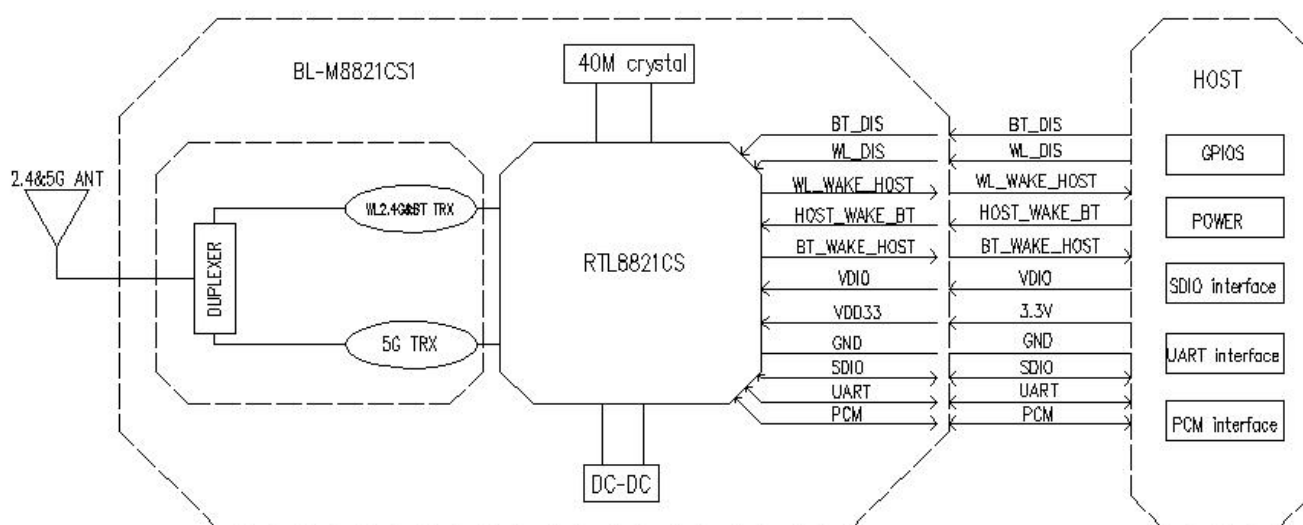 BL-M8821CS1
40M crystal
HOST
2.4&5G ANT
DUPLEXER
WL2.4G&BT TRX
5G TRX
RTL8821CS
DC-DC
BT_DIS
WL_DIS
WL_WAKE_HOST
HOST_WAKE_BT
BT_WAKE_HOST
VDIO
VDD33
GND
SDIO
UART
PCM
BT_DIS
WL_DIS
WL_WAKE_HOST
HOST_WAKE_BT
BT_WAKE_HOST
VDIO
3.3V
GND
SDIO
UART
PCM
GPIOS
POWER
SDIO interface
UART interface
PCM interface